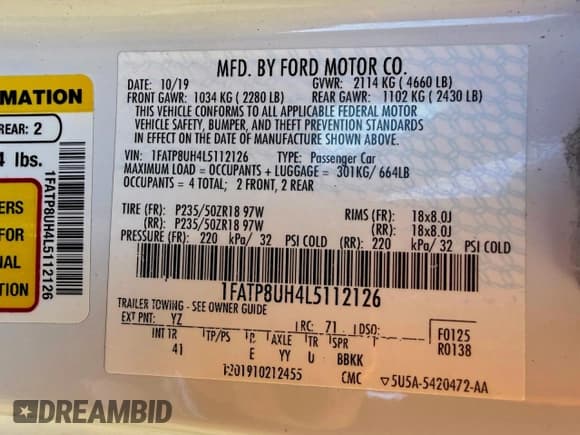 MFD. BY FORD MOTOR CO.
DATE: 10/19 GVWR: 2114 KG ( 4660 LB)
FRONT GAWR: 1034 KG ( 2280 LB) REAR GAWR: 1102 KG ( 2430 LB)
THIS VEHICLE CONFORMS TO ALL APPLICABLE FEDERAL MOTOR
VEHICLE SAFETY, BUMPER, AND THEFT PREVENTION STANDARDS
IN EFFECT ON THE DATE OF MANUFACTURE SHOWN ABOVE.
VIN: 1FATP8UH4L5112126 TYPE: Passenger Car
MAXIMUM LOAD = OCCUPANTS + LUGGAGE = 301KG/ 664LB
OCCUPANTS = 4 TOTAL; 2 FRONT, 2 REAR
TIRE (FR): P235/50ZR18 97W RIMS (FR): 18x8.0J
(RR): P235/50ZR18 97W (RR): 18x8.0J
PRESSURE (FR): 220 kPa/ 32 PSI COLD (RR): 220 kPa/ 32 PSI COLD
1FATP8UH4L5112126
TRAILER TOWING - SEE OWNER GUIDE
EXT PNT: YZ RC: 71 DSO: F0125
INT TR TP/PS R AXLE TR SPR R0138
41 E YY U BBKK
CMC 5U5A-5420472-AA
RMATION
REAR: 2
4 lbs.
ERS
FOR
NAL
TION
1FATP8UH4L5112126
DREAMBID